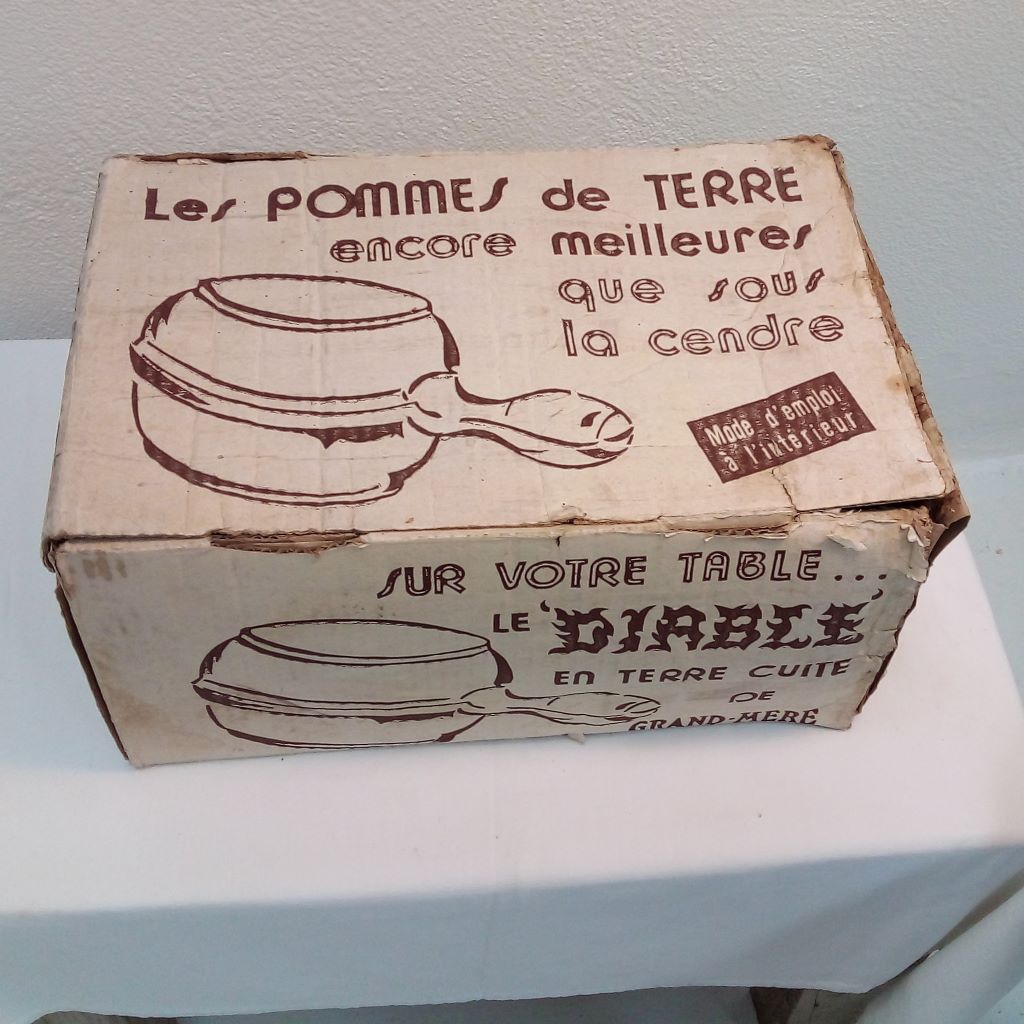 Les POMMES de TERRE
encore meilleures
que sous
la cendre
Mode d'emploi
à l'intérieur
SUR VOTRE TABLE...
LE 'DIABLE'
EN TERRE CUITE
DE
GRAND-MERE